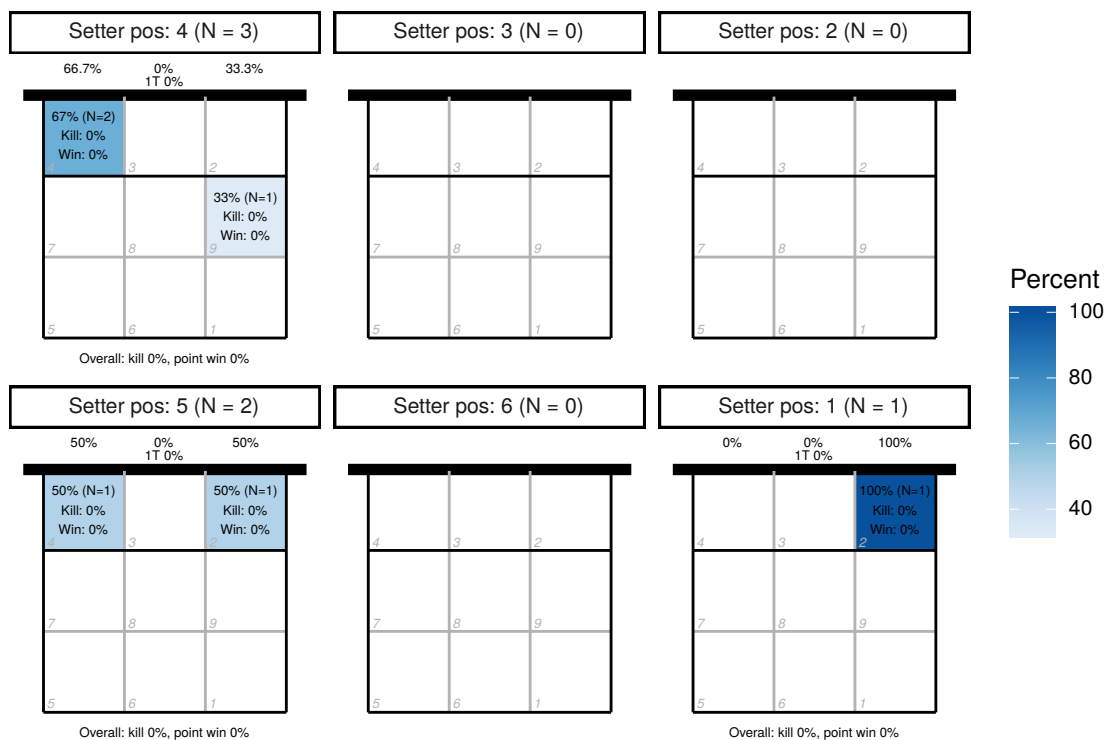 Setter pos: 4 (N = 3)
Setter pos: 3 (N = 0)
Setter pos: 2 (N = 0)
66.7%
0%
33.3%
1T 0%
67% (N=2)
Kill: 0%
Win: 0%
4
3
2
33% (N=1)
Kill: 0%
Win: 0%
7
8
9
5
6
1
Overall: kill 0%, point win 0%
4
3
2
7
8
9
5
6
1
4
3
2
7
8
9
5
6
1
Percent
100
80
60
40
Setter pos: 5 (N = 2)
Setter pos: 6 (N = 0)
Setter pos: 1 (N = 1)
50%
0%
50%
1T 0%
50% (N=1)
Kill: 0%
Win: 0%
50% (N=1)
Kill: 0%
Win: 0%
4
3
2
7
8
9
5
6
1
Overall: kill 0%, point win 0%
4
3
2
7
8
9
5
6
1
0%
0%
100%
1T 0%
100% (N=1)
Kill: 0%
Win: 0%
4
3
2
7
8
9
5
6
1
Overall: kill 0%, point win 0%